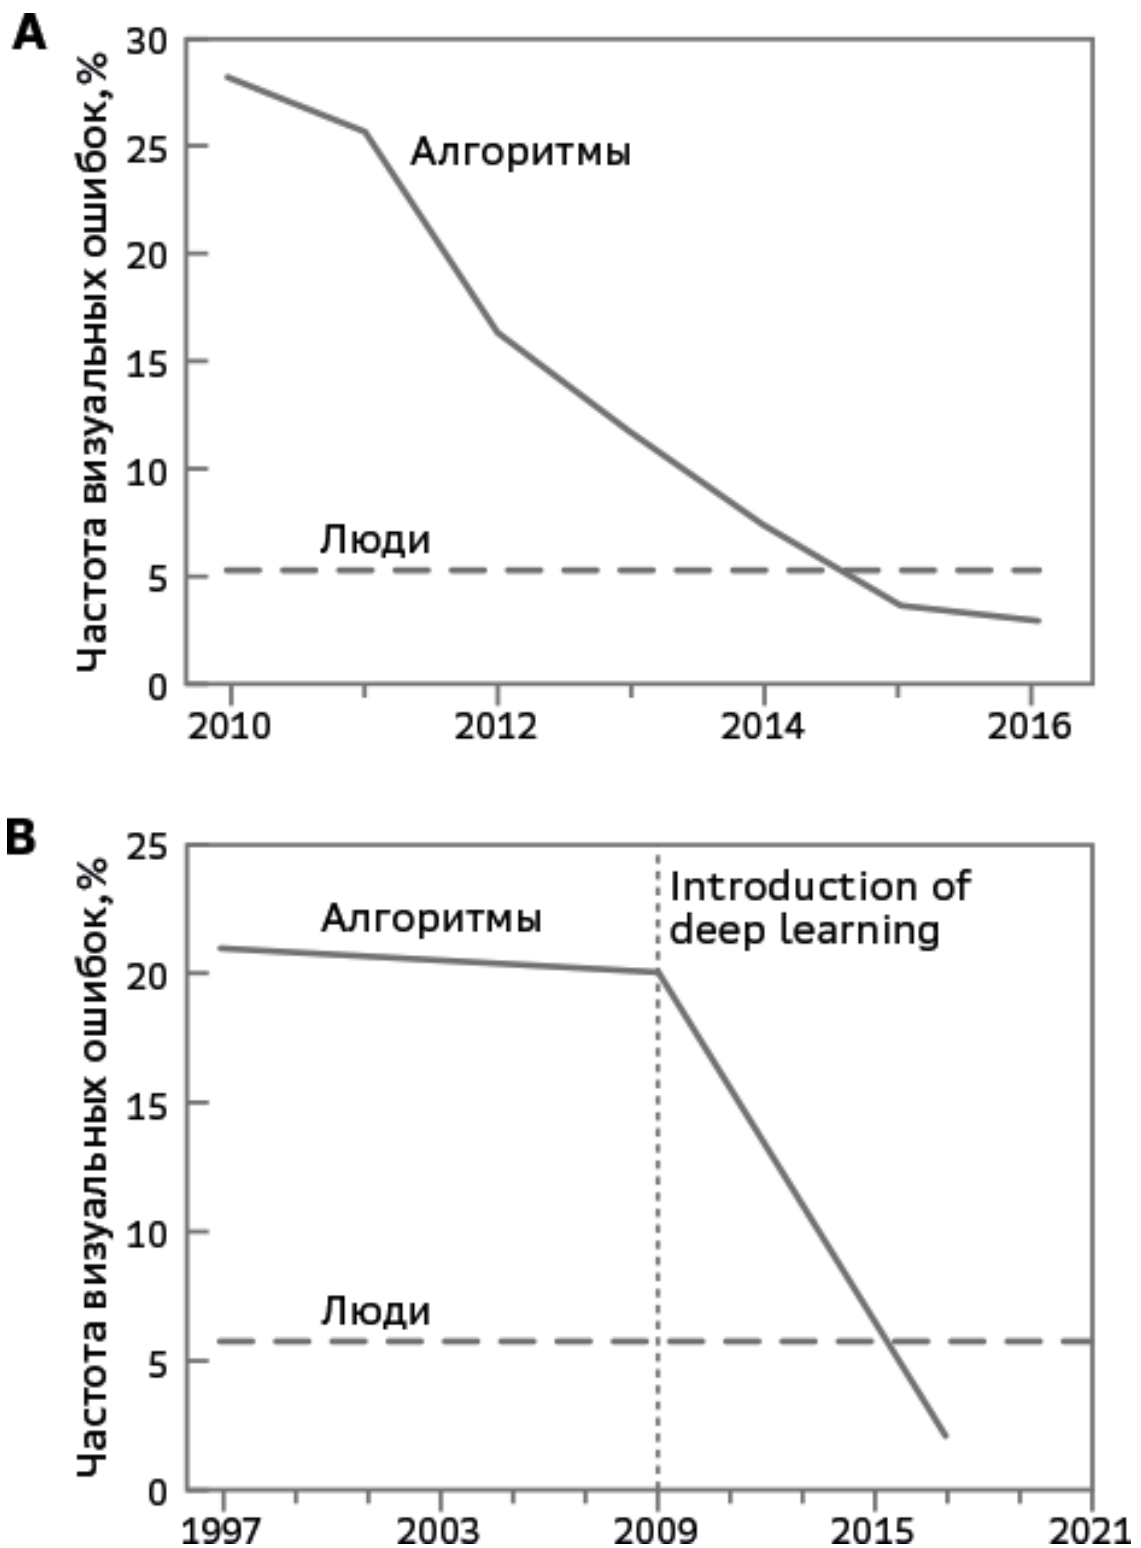 A
Частота визуальных ошибок,%
30
25
20
15
10
5
0
Алгоритмы
Люди
2010
2012
2014
2016
B
Частота визуальных ошибок,%
25
20
15
10
5
0
Алгоритмы
Introduction of
deep learning
Люди
1997
2003
2009
2015
2021